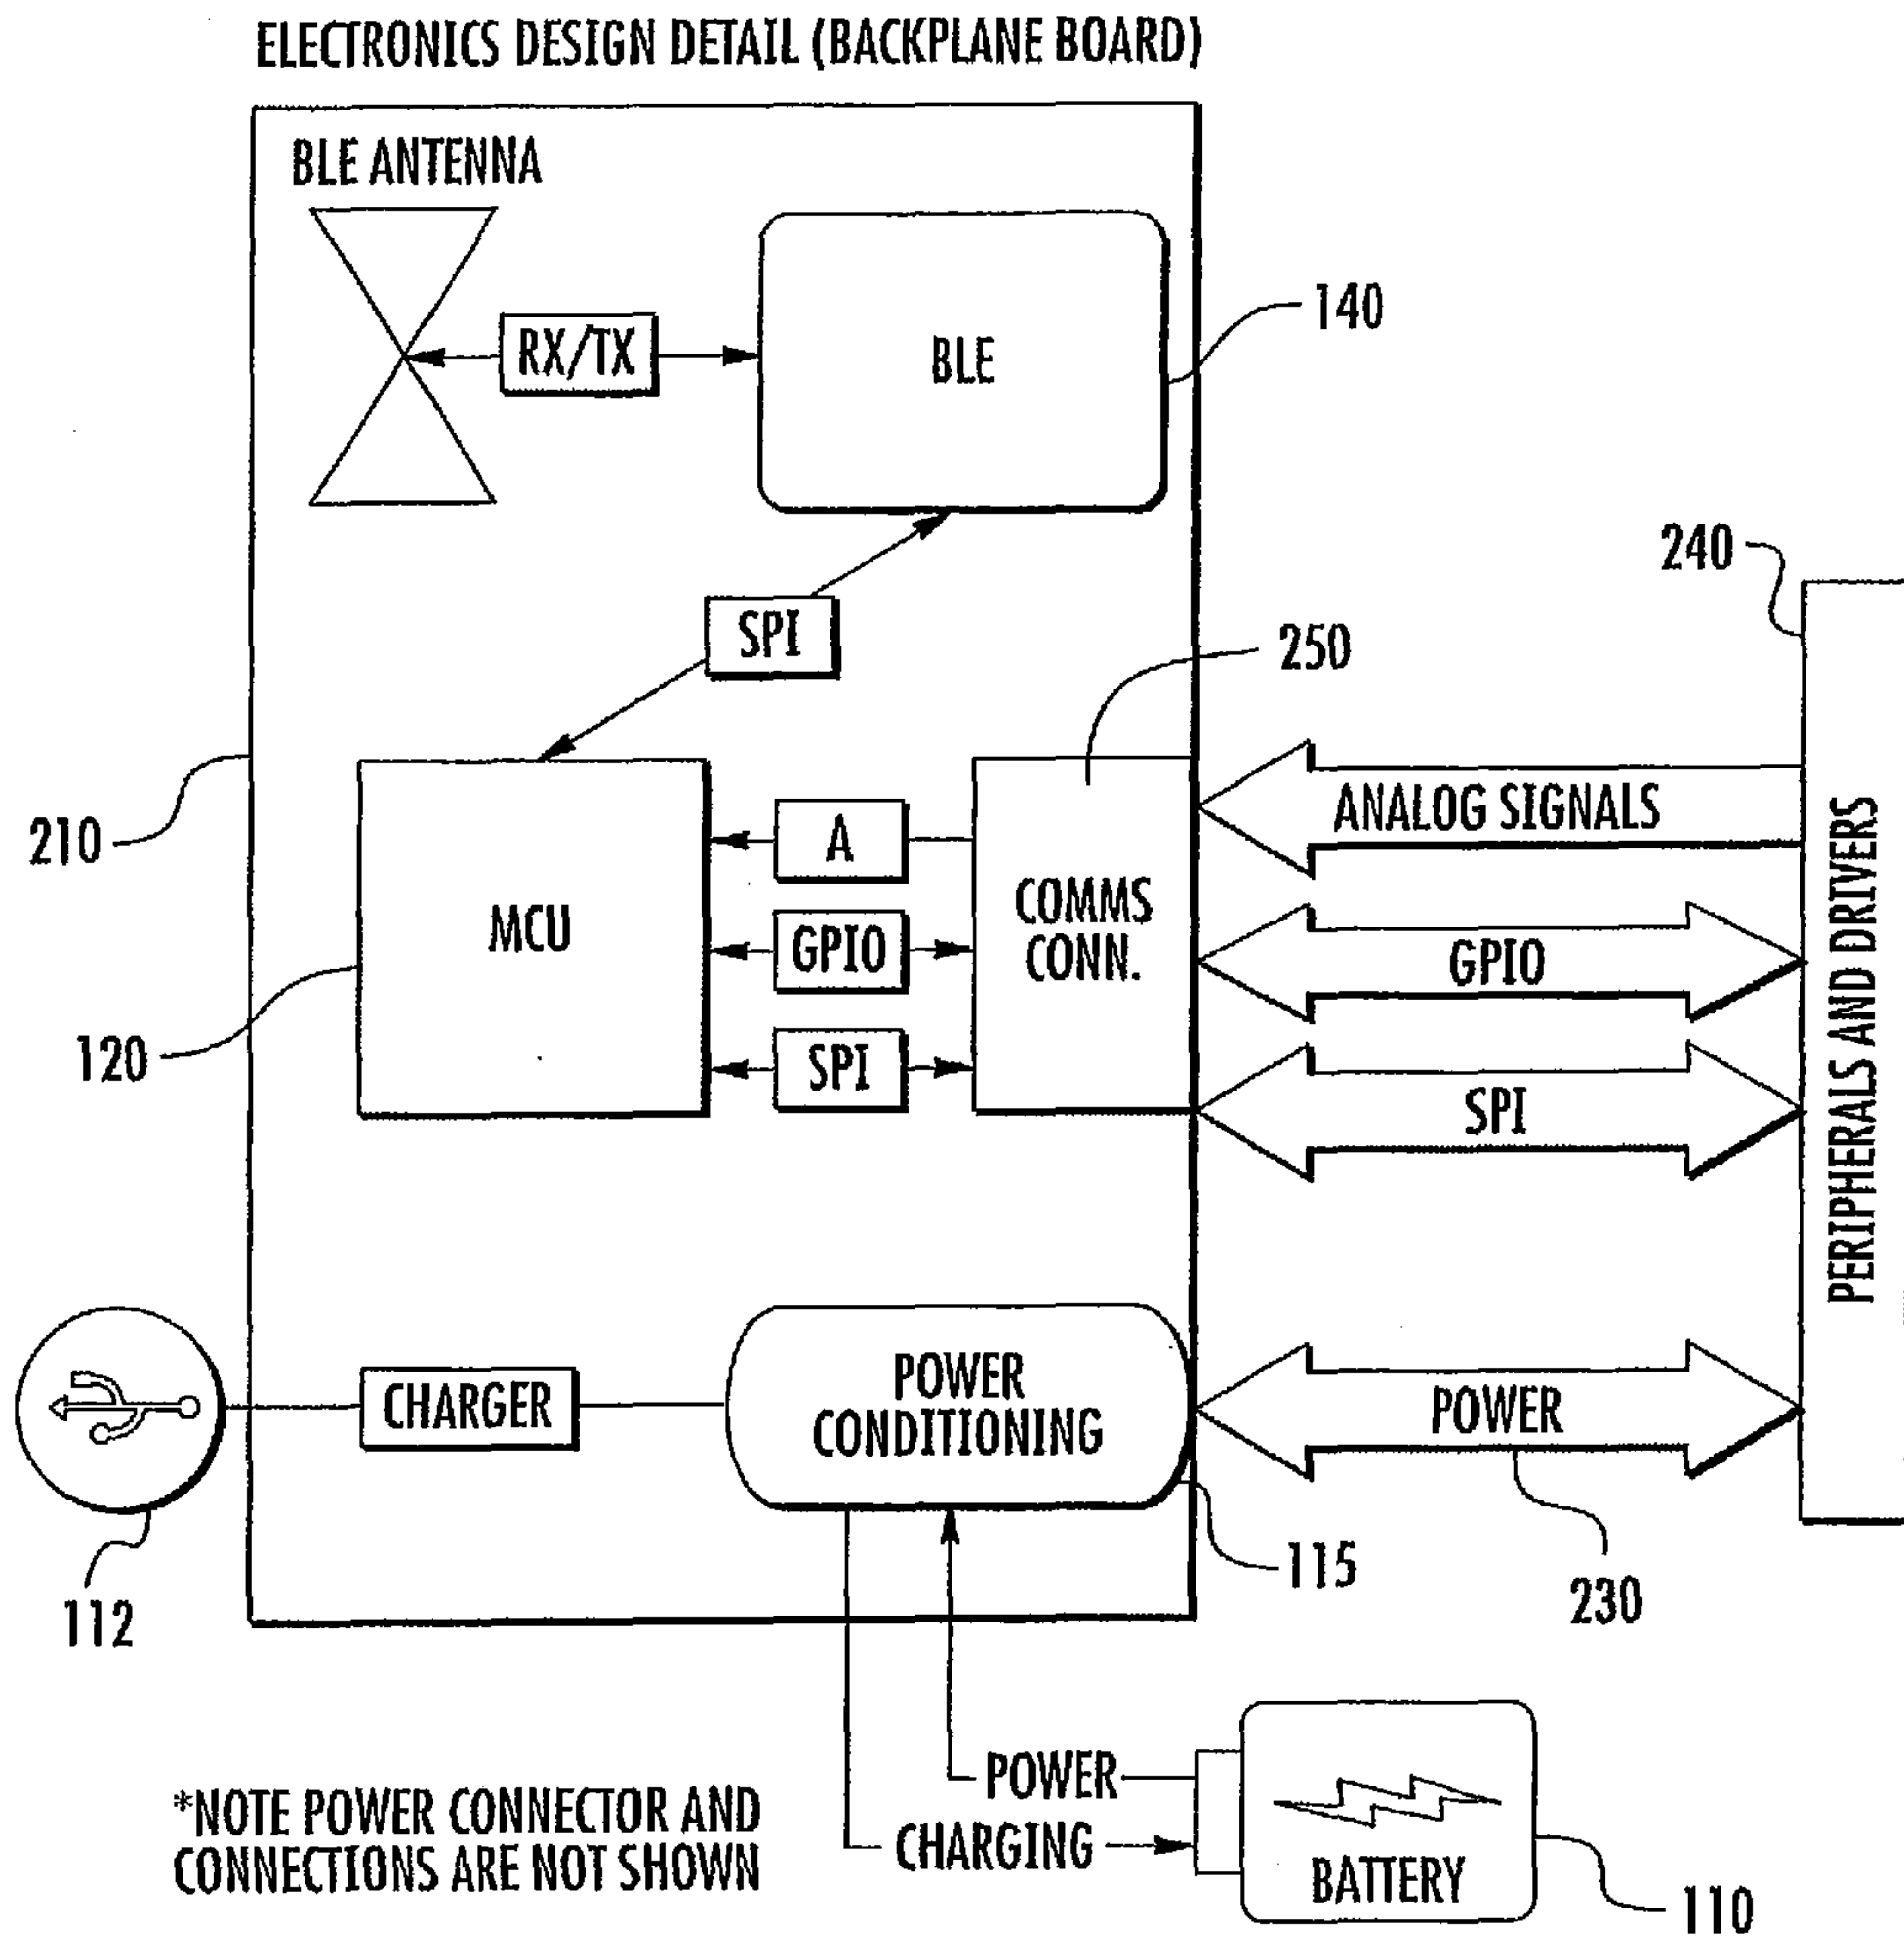 ELECTRONICS DESIGN DETAIL (BACKPLANE BOARD)
BLE ANTENNA
RX/TX
BLE
140
SPI
240
250
210
MCU
A
GPIO
SPI
COMMS
CONN.
ANALOG SIGNALS
GPIO
SPI
PERIPHERALS AND DRIVERS
120
CHARGER
POWER
CONDITIONING
POWER
112
115
230
POWER
CHARGING
BATTERY
110
*NOTE POWER CONNECTOR AND
CONNECTIONS ARE NOT SHOWN